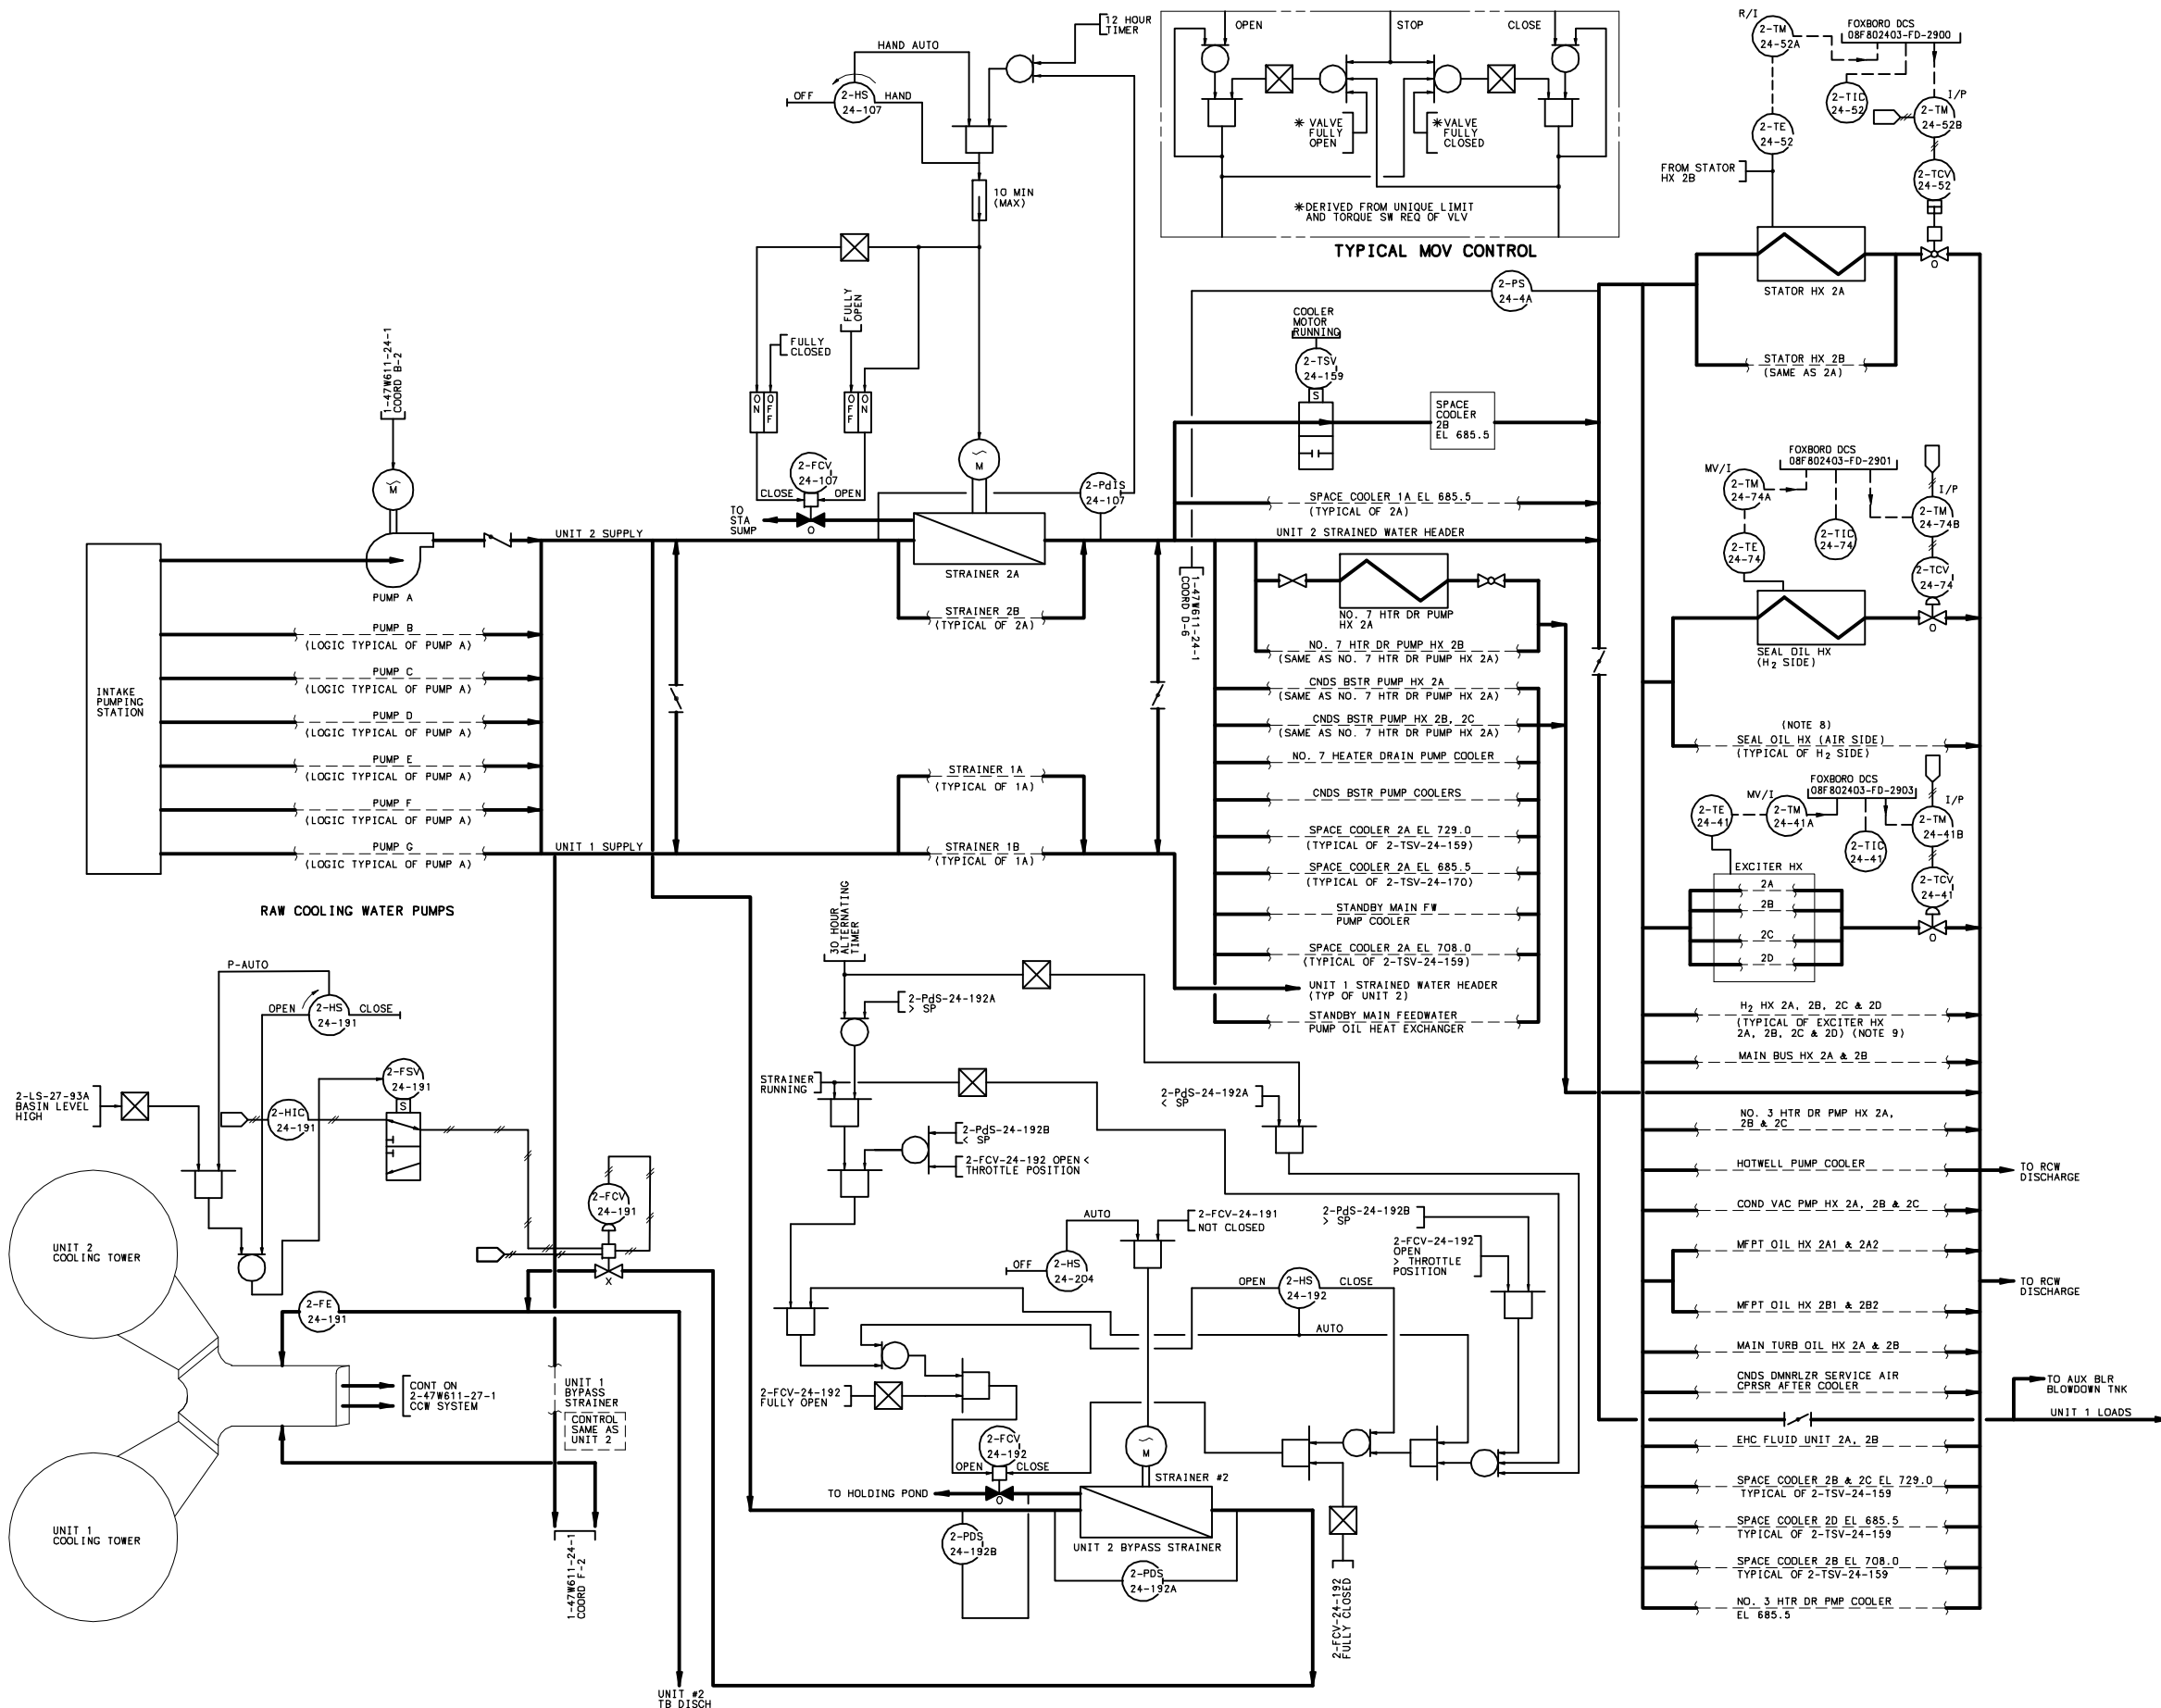 12 HOUR
TIMER
HAND AUTO
OFF
2-HS
24-107
HAND
10 MIN
(MAX)
FULLY
OPEN
FULLY
CLOSED
ON
OFF
OFF
ON
2-FCV
24-107
CLOSE
OPEN
TO
STA
SUMP
O
M
2-PdIS
24-107
STRAINER 2A
STRAINER 2B
(TYPICAL OF 2A)
OPEN
STOP
CLOSE
* VALVE
FULLY
OPEN
*VALVE
FULLY
CLOSED
*DERIVED FROM UNIQUE LIMIT
AND TORQUE SW REQ OF VLV
TYPICAL MOV CONTROL
R/I
2-TM
24-52A
FOXBORO DCS
08F802403-FD-2900
2-TIC
24-52
I/P
2-TM
24-52B
2-TE
24-52
FROM STATOR
HX 2B
2-TCV
24-52
O
STATOR HX 2A
STATOR HX 2B
(SAME AS 2A)
2-PS
24-4A
COOLER
MOTOR
RUNNING
2-TSV
24-159
S
SPACE
COOLER
2B
EL 685.5
SPACE COOLER 1A EL 685.5
(TYPICAL OF 2A)
UNIT 2 STRAINED WATER HEADER
1-47W611-24-1
COORD D-6
NO. 7 HTR DR PUMP
HX 2A
NO. 7 HTR DR PUMP HX 2B
(SAME AS NO. 7 HTR DR PUMP HX 2A)
CNDS BSTR PUMP HX 2A
(SAME AS NO. 7 HTR DR PUMP HX 2A)
CNDS BSTR PUMP HX 2B, 2C
(SAME AS NO. 7 HTR DR PUMP HX 2A)
NO. 7 HEATER DRAIN PUMP COOLER
CNDS BSTR PUMP COOLERS
SPACE COOLER 2A EL 729.0
(TYPICAL OF 2-TSV-24-159)
SPACE COOLER 2A EL 685.5
(TYPICAL OF 2-TSV-24-170)
STANDBY MAIN FW
PUMP COOLER
SPACE COOLER 2A EL 708.0
(TYPICAL OF 2-TSV-24-159)
UNIT 1 STRAINED WATER HEADER
(TYP OF UNIT 2)
STANDBY MAIN FEEDWATER
PUMP OIL HEAT EXCHANGER
MV/I
2-TM
24-74A
FOXBORO DCS
08F802403-FD-2901
2-TIC
24-74
I/P
2-TM
24-74B
2-TE
24-74
2-TCV
24-74
O
SEAL OIL HX
(H2 SIDE)
(NOTE 8)
SEAL OIL HX (AIR SIDE)
(TYPICAL OF H2 SIDE)
2-TE
24-41
MV/I
2-TM
24-41A
FOXBORO DCS
08F802403-FD-2903
2-TIC
24-41
I/P
2-TM
24-41B
2-TCV
24-41
O
EXCITER HX
2A
2B
2C
2D
H2 HX 2A, 2B, 2C & 2D
(TYPICAL OF EXCITER HX
2A, 2B, 2C & 2D) (NOTE 9)
MAIN BUS HX 2A & 2B
NO. 3 HTR DR PMP HX 2A,
2B & 2C
HOTWELL PUMP COOLER
TO RCW
DISCHARGE
COND VAC PMP HX 2A, 2B & 2C
MFPT OIL HX 2A1 & 2A2
TO RCW
DISCHARGE
MFPT OIL HX 2B1 & 2B2
MAIN TURB OIL HX 2A & 2B
CNDS DMNRLZR SERVICE AIR
CPRSR AFTER COOLER
TO AUX BLR
BLOWDOWN TNK
UNIT 1 LOADS
EHC FLUID UNIT 2A, 2B
SPACE COOLER 2B & 2C EL 729.0
TYPICAL OF 2-TSV-24-159
SPACE COOLER 2D EL 685.5
TYPICAL OF 2-TSV-24-159
SPACE COOLER 2B EL 708.0
TYPICAL OF 2-TSV-24-159
NO. 3 HTR DR PMP COOLER
EL 685.5
1-47W611-24-1
COORD B-2
M
PUMP A
UNIT 2 SUPPLY
INTAKE
PUMPING
STATION
PUMP B
(LOGIC TYPICAL OF PUMP A)
PUMP C
(LOGIC TYPICAL OF PUMP A)
PUMP D
(LOGIC TYPICAL OF PUMP A)
PUMP E
(LOGIC TYPICAL OF PUMP A)
PUMP F
(LOGIC TYPICAL OF PUMP A)
PUMP G
(LOGIC TYPICAL OF PUMP A)
UNIT 1 SUPPLY
STRAINER 1A
(TYPICAL OF 1A)
STRAINER 1B
(TYPICAL OF 1A)
RAW COOLING WATER PUMPS
P-AUTO
OPEN
2-HS
24-191
CLOSE
2-LS-27-93A
BASIN LEVEL
HIGH
2-HIC
24-191
2-FSV
24-191
S
2-FCV
24-191
X
UNIT 2
COOLING TOWER
2-FE
24-191
CONT ON
2-47W611-27-1
CCW SYSTEM
UNIT 1
COOLING TOWER
UNIT 1
BYPASS
STRAINER
CONTROL
SAME AS
UNIT 2
1-47W611-24-1
COORD F-2
UNIT #2
TB DISCH
30 HOUR
ALTERNATING
TIMER
2-PdS-24-192A
> SP
STRAINER
RUNNING
2-PdS-24-192B
< SP
2-FCV-24-192 OPEN <
THROTTLE POSITION
2-PdS-24-192A
< SP
AUTO
2-FCV-24-191
NOT CLOSED
OFF
2-HS
24-204
2-PdS-24-192B
> SP
2-FCV-24-192
OPEN
> THROTTLE
POSITION
OPEN
2-HS
24-192
CLOSE
AUTO
2-FCV-24-192
FULLY OPEN
2-FCV
24-192
OPEN
CLOSE
O
M
STRAINER #2
TO HOLDING POND
2-PDS
24-192B
UNIT 2 BYPASS STRAINER
2-PDS
24-192A
2-FCV-24-192
FULLY CLOSED